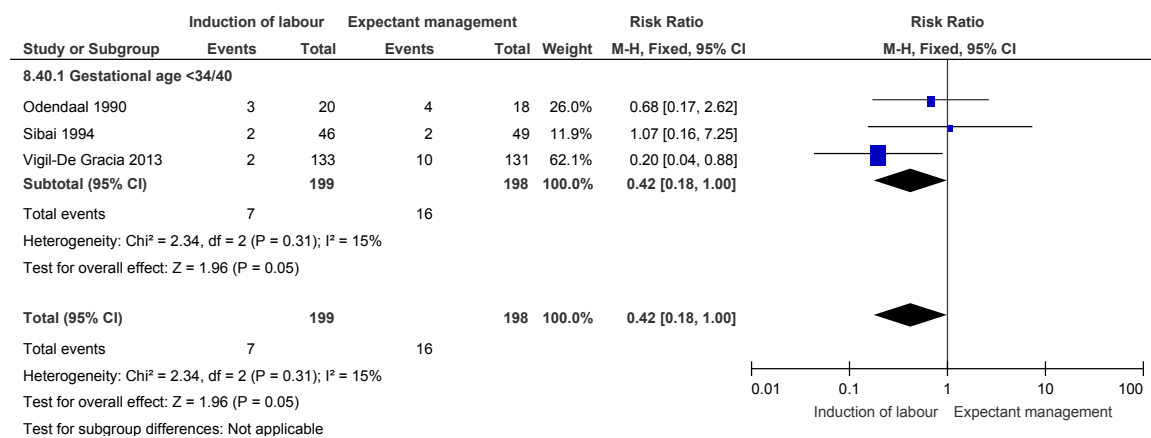 Induction of labour Expectant management Risk Ratio Risk Ratio
Study or Subgroup Events Total Events Total Weight M-H, Fixed, 95% CI M-H, Fixed, 95% CI
8.40.1 Gestational age <34/40
Odendaal 1990 3 20 4 18 26.0% 0.68 [0.17, 2.62]
Sibai 1994 2 46 2 49 11.9% 1.07 [0.16, 7.25]
Vigil-De Gracia 2013 2 133 10 131 62.1% 0.20 [0.04, 0.88]
Subtotal (95% CI) 199 198 100.0% 0.42 [0.18, 1.00]
Total events 7 16
Heterogeneity: Chi² = 2.34, df = 2 (P = 0.31); I² = 15%
Test for overall effect: Z = 1.96 (P = 0.05)
Total (95% CI) 199 198 100.0% 0.42 [0.18, 1.00]
Total events 7 16
Heterogeneity: Chi² = 2.34, df = 2 (P = 0.31); I² = 15%
Test for overall effect: Z = 1.96 (P = 0.05)
Test for subgroup differences: Not applicable
0.01 0.1 1 10 100
Induction of labour Expectant management